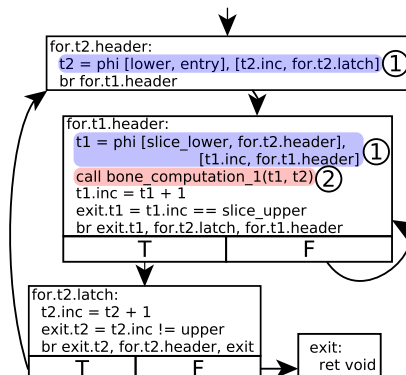 for.t2.header:
t2 = phi [lower, entry], [t2.inc, for.t2.latch] 1
br for.t1.header
for.t1.header:
t1 = phi [slice_lower, for.t2.header],
[t1.inc, for.t1.header] 1
call bone_computation_1(t1, t2) 2
t1.inc = t1 + 1
exit.t1 = t1.inc == slice_upper
br exit.t1, for.t2.latch, for.t1.header
T F
for.t2.latch:
t2.inc = t2 + 1
exit.t2 = t2.inc != upper
br exit.t2, for.t2.header, exit
T F
exit:
ret void